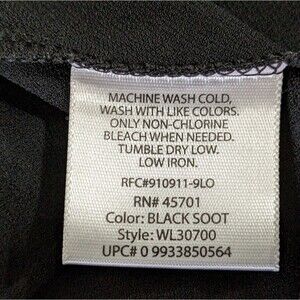 MACHINE WASH COLD,
WASH WITH LIKE COLORS.
ONLY NON-CHLORINE
BLEACH WHEN NEEDED.
TUMBLE DRY LOW.
LOW IRON.
RFC#910911-9LO
RN# 45701
Color: BLACK SOOT
Style: WL30700
UPC# 0 9933850564